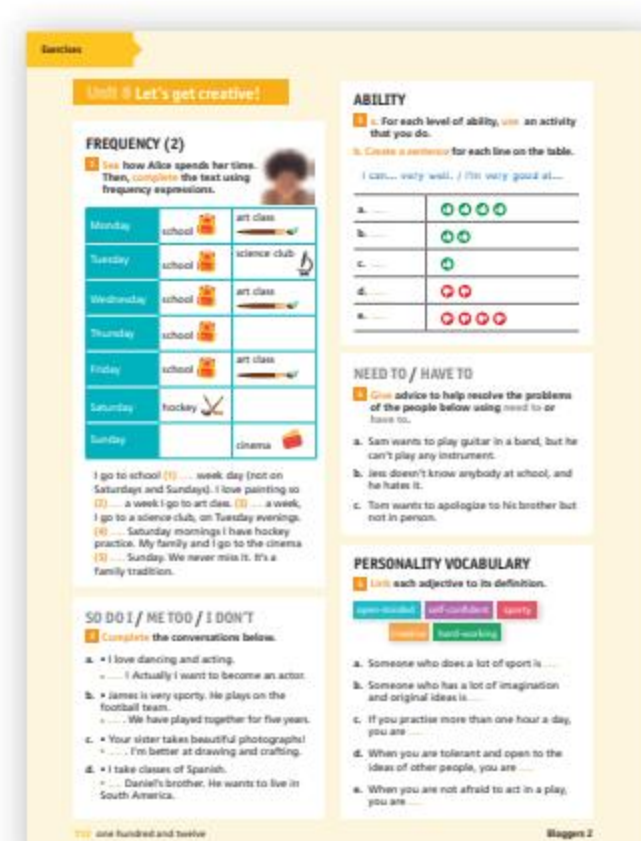 Exercises
Unit 8 Let's get creative!
FREQUENCY (2)
1 See how Alice spends her time.
Then, complete the text using
frequency expressions.
Monday school art class
Tuesday school science club
Wednesday school art class
Thursday school
Friday school art class
Saturday hockey
Sunday cinema
I go to school (1) .... week day (not on
Saturdays and Sundays). I love painting so
(2) .... a week I go to art class. (3) .... a week,
I go to a science club, on Tuesday evenings.
(4) .... Saturday mornings I have hockey
practice. My family and I go to the cinema
(5) .... Sunday. We never miss it. It's a
family tradition.
SO DO I / ME TOO / I DON'T
Complete the conversations below.
a. • I love dancing and acting.
• .... ! Actually I want to become an actor.
b. • James is very sporty. He plays on the
football team.
• .... . We have played together for five years.
c. • Your sister takes beautiful photographs!
• .... . I'm better at drawing and crafting.
d. • I take classes of Spanish.
• .... Daniel's brother. He wants to live in
South America.
ABILITY
a. For each level of ability, use an activity
that you do.
b. Create a sentence for each line on the table.
I can... very well. / I'm very good at...
a. ....
b. ....
c. ....
d. ....
e. ....
NEED TO / HAVE TO
Give advice to help resolve the problems
of the people below using need to or
have to.
a. Sam wants to play guitar in a band, but he
can't play any instrument.
b. Jess doesn't know anybody at school, and
he hates it.
c. Tom wants to apologize to his brother but
not in person.
PERSONALITY VOCABULARY
Link each adjective to its definition.
open-minded self-confident sporty
creative hard-working
a. Someone who does a lot of sport is ....
b. Someone who has a lot of imagination
and original ideas is ....
c. If you practise more than one hour a day,
you are ....
d. When you are tolerant and open to the
ideas of other people, you are ....
e. When you are not afraid to act in a play,
you are ....
112 one hundred and twelve
Bloggers 2